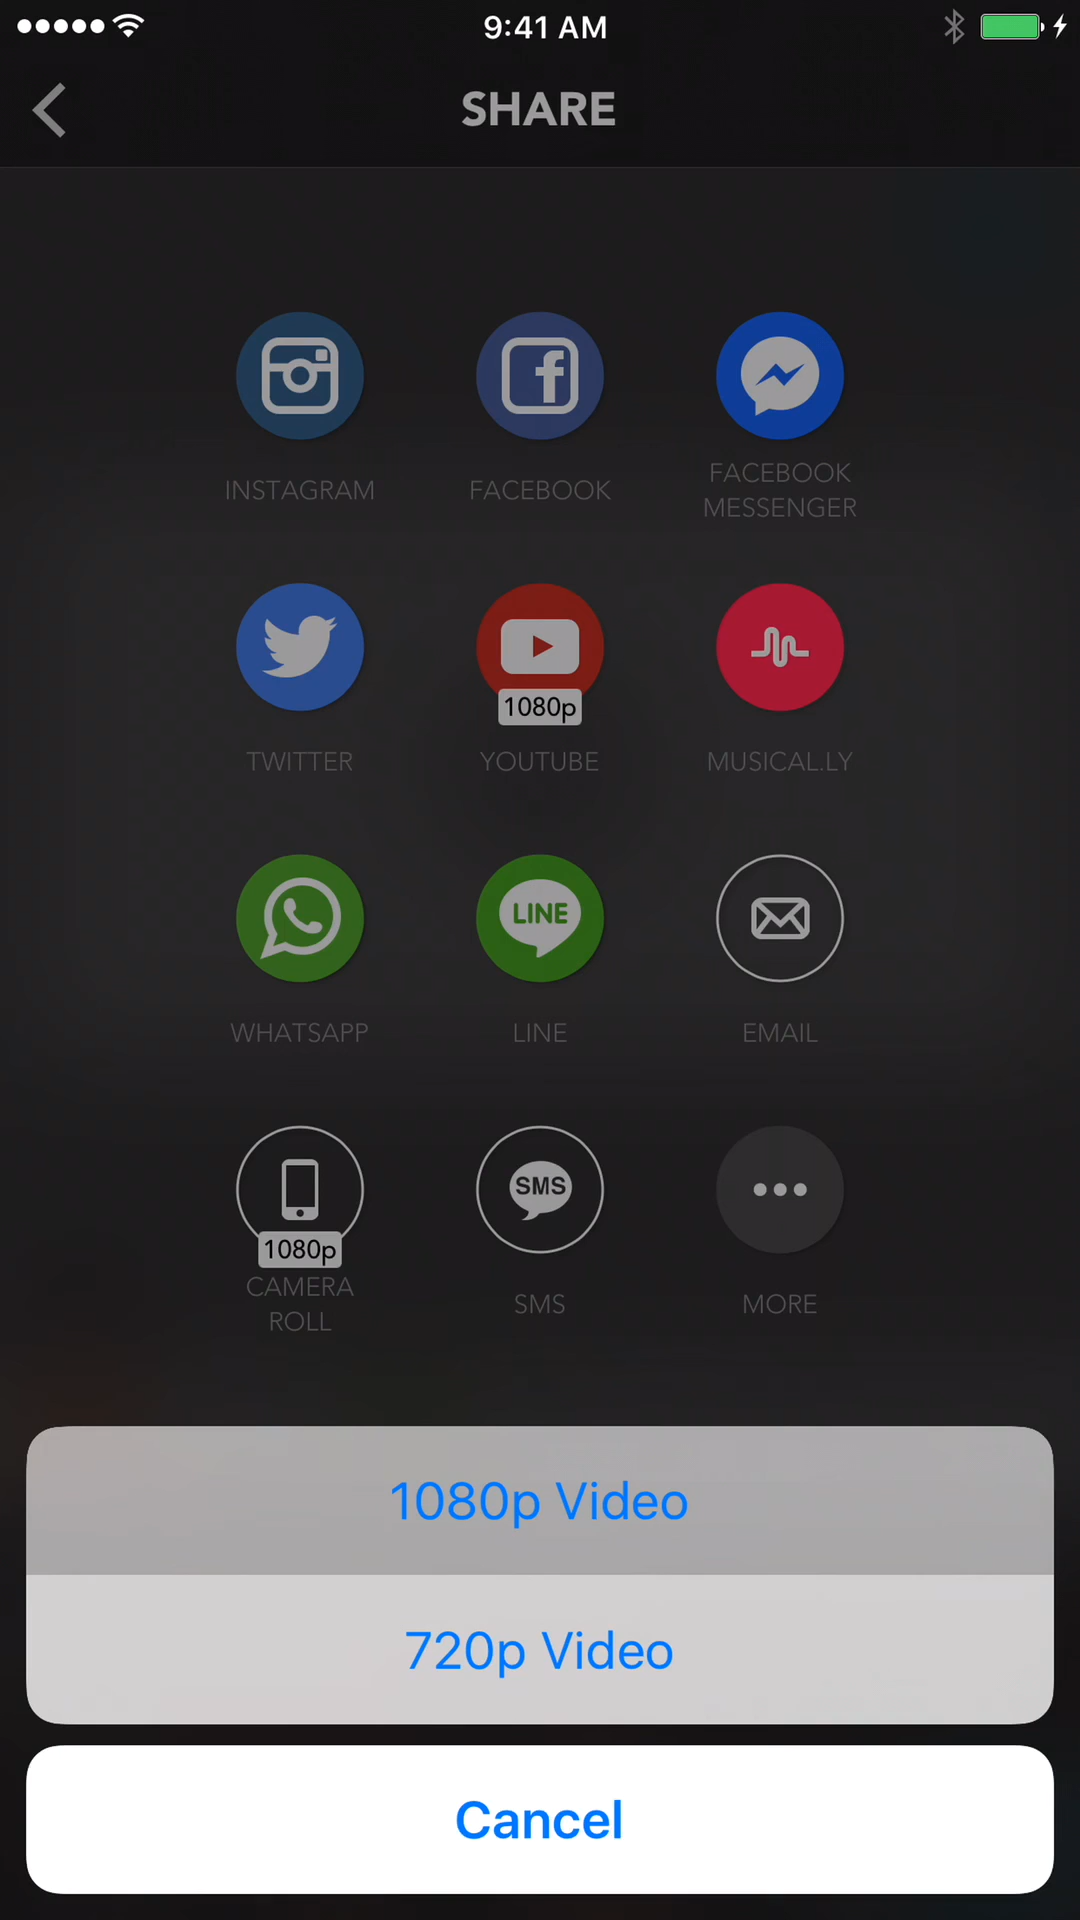 9:41 AM
SHARE
INSTAGRAM
FACEBOOK
FACEBOOK
MESSENGER
TWITTER
1080p
YOUTUBE
MUSICAL.LY
WHATSAPP
LINE
LINE
EMAIL
1080p
CAMERA
ROLL
SMS
SMS
MORE
1080p Video
720p Video
Cancel